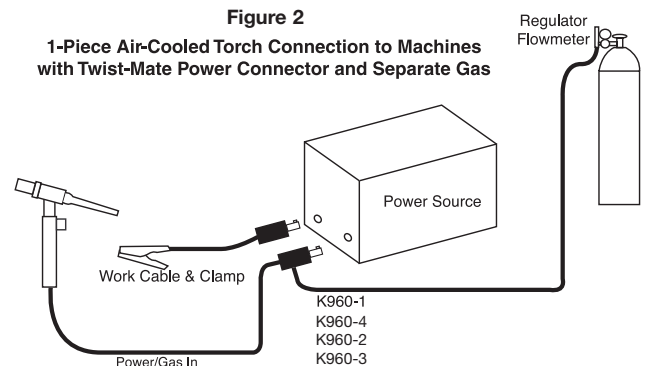 Figure 2
1-Piece Air-Cooled Torch Connection to Machines
with Twist-Mate Power Connector and Separate Gas
Regulator
Flowmeter
Power Source
Work Cable & Clamp
K960-1
K960-4
K960-2
K960-3
Power/Gas In